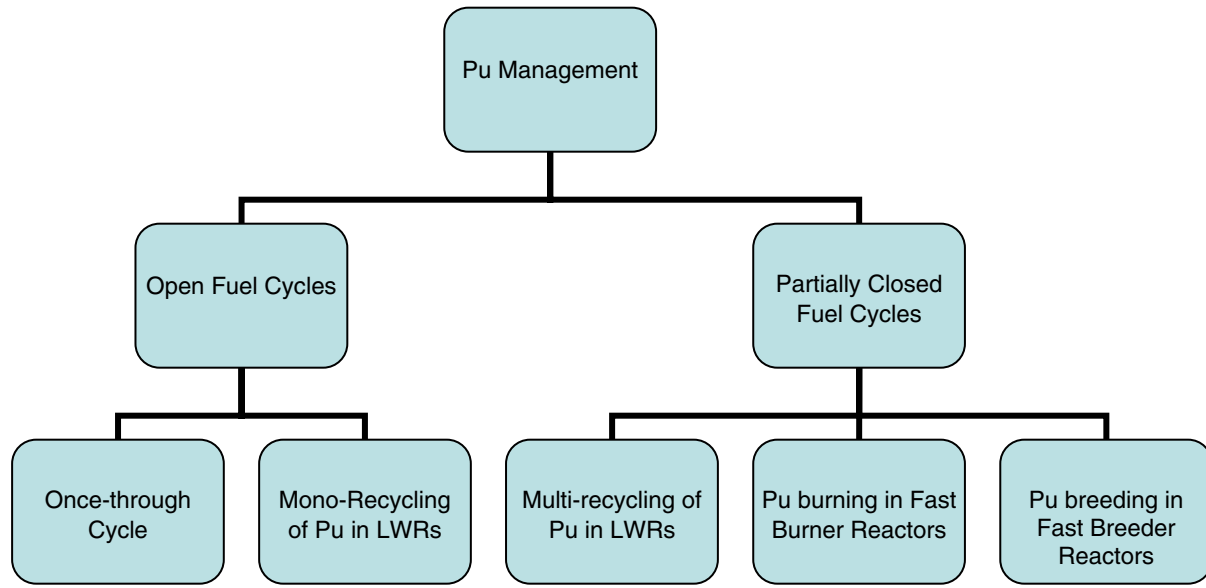 Pu Management
Open Fuel Cycles
Partially Closed
Fuel Cycles
Once-through
Cycle
Mono-Recycling
of Pu in LWRs
Multi-recycling of
Pu in LWRs
Pu burning in Fast
Burner Reactors
Pu breeding in
Fast Breeder
Reactors